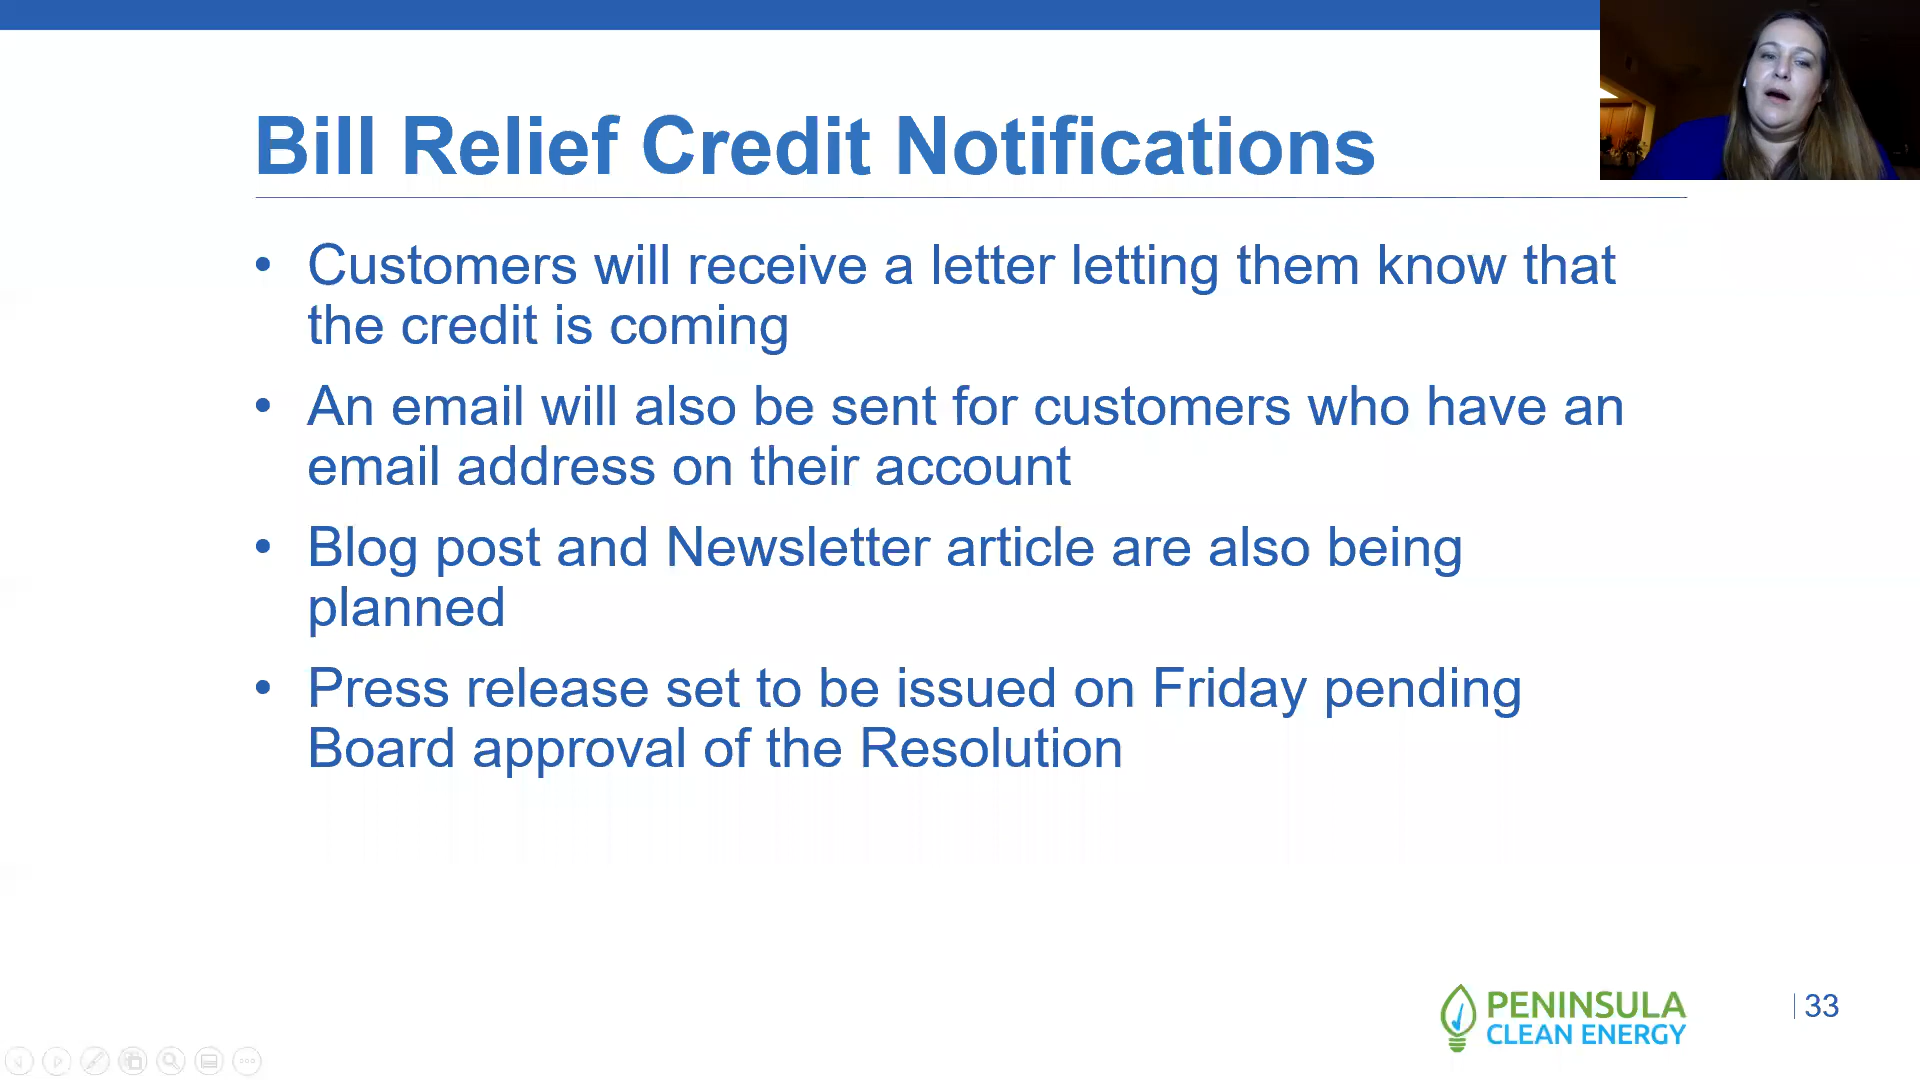 Bill Relief Credit Notifications
• Customers will receive a letter letting them know that
the credit is coming
• An email will also be sent for customers who have an
email address on their account
• Blog post and Newsletter article are also being
planned
• Press release set to be issued on Friday pending
Board approval of the Resolution
PENINSULA
CLEAN ENERGY
33